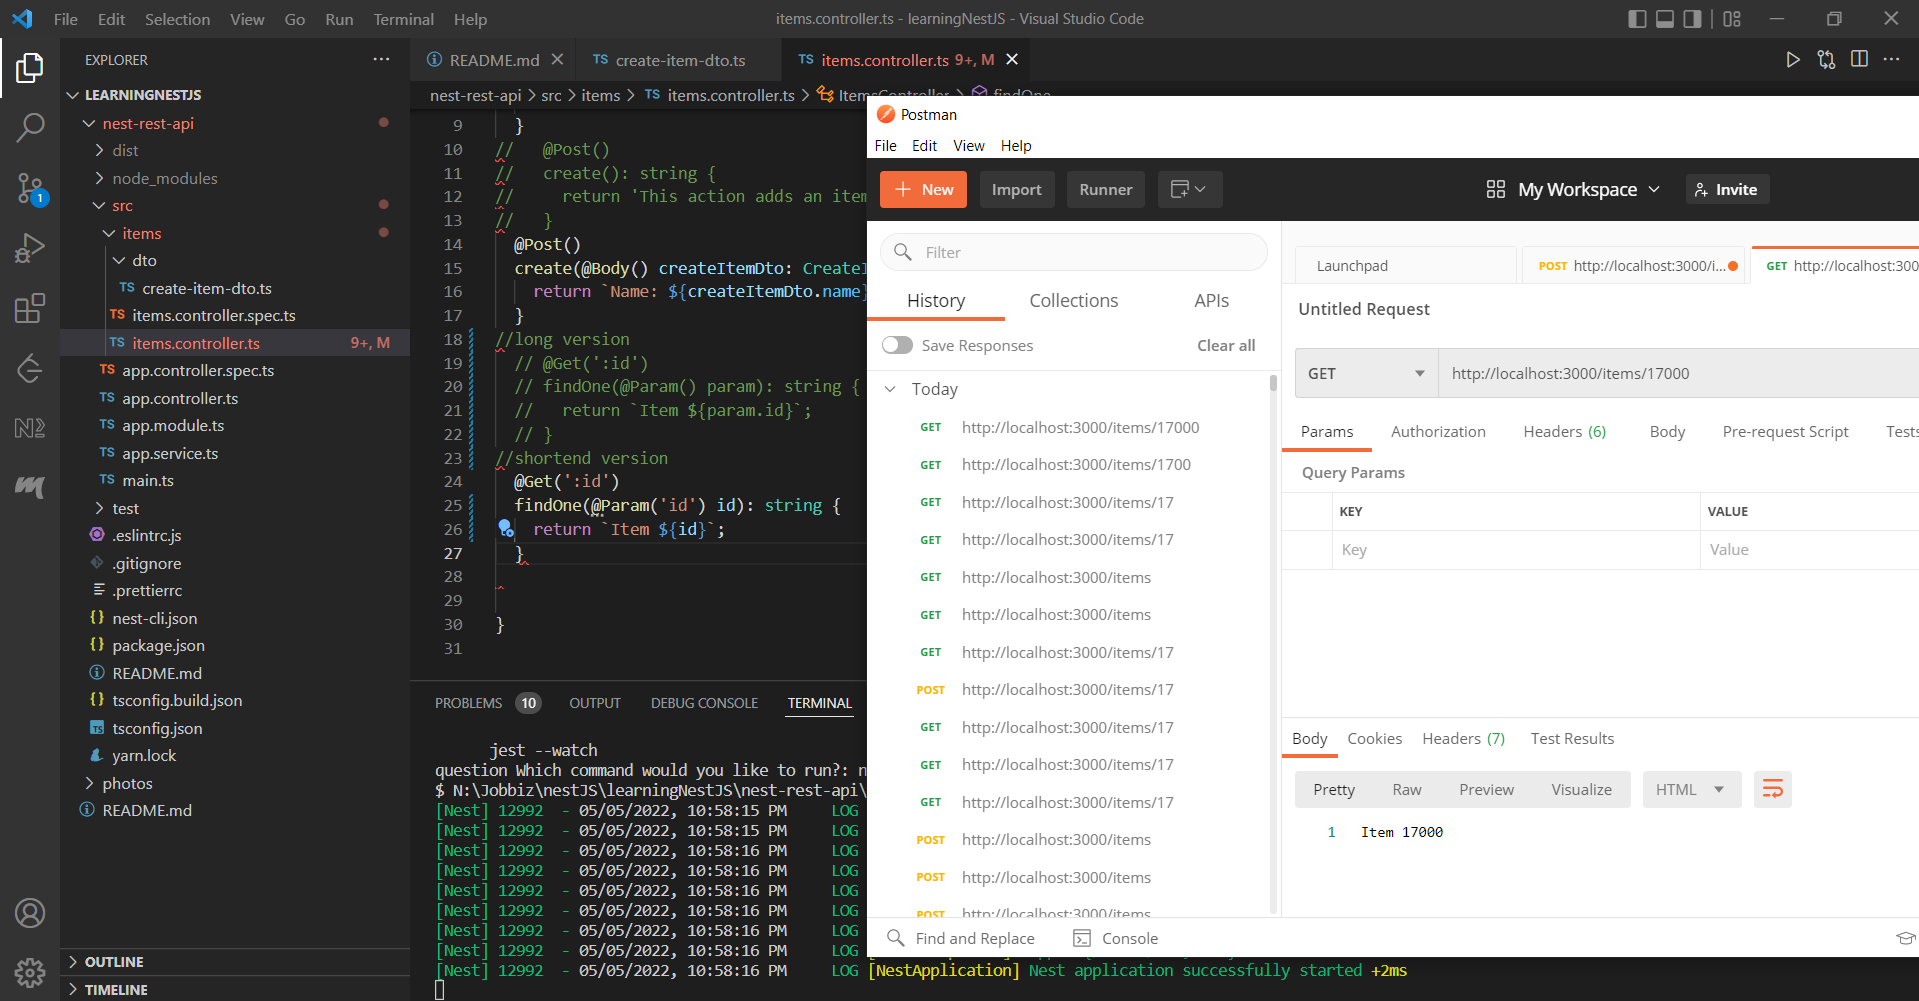 File Edit Selection View Go Run Terminal Help
items.controller.ts - learningNestJS - Visual Studio Code
EXPLORER
LEARNINGNESTJS
nest-rest-api
dist
node_modules
src
items
dto
TS create-item-dto.ts
TS items.controller.spec.ts
TS items.controller.ts 9+, M
TS app.controller.spec.ts
TS app.controller.ts
TS app.module.ts
TS app.service.ts
TS main.ts
test
.eslintrc.js
.gitignore
.prettierrc
{} nest-cli.json
{} package.json
README.md
{} tsconfig.build.json
TS tsconfig.json
yarn.lock
photos
README.md
OUTLINE
TIMELINE
1
README.md
TS create-item-dto.ts
TS items.controller.ts 9+, M
nest-rest-api > src > items > TS items.controller.ts > ItemsController > findOne
9 }
10 // @Post()
11 // create(): string {
12 // return 'This action adds an item
13 // }
14 @Post()
15 create(@Body() createItemDto: CreateI
16 return `Name: ${createItemDto.name}
17 }
18 //long version
19 // @Get(':id')
20 // findOne(@Param() param): string {
21 // return `Item ${param.id}`;
22 // }
23 //shortend version
24 @Get(':id')
25 findOne(@Param('id') id): string {
26 return `Item ${id}`;
27 }
28
29
30 }
31
PROBLEMS 10 OUTPUT DEBUG CONSOLE TERMINAL
jest --watch
question Which command would you like to run?: n
$ N:\Jobbiz\nestJS\learningNestJS\nest-rest-api\
[Nest] 12992 - 05/05/2022, 10:58:15 PM LOG
[Nest] 12992 - 05/05/2022, 10:58:15 PM LOG
[Nest] 12992 - 05/05/2022, 10:58:16 PM LOG
[Nest] 12992 - 05/05/2022, 10:58:16 PM LOG
[Nest] 12992 - 05/05/2022, 10:58:16 PM LOG
[Nest] 12992 - 05/05/2022, 10:58:16 PM LOG
[Nest] 12992 - 05/05/2022, 10:58:16 PM LOG
[Nest] 12992 - 05/05/2022, 10:58:16 PM LOG
[Nest] 12992 - 05/05/2022, 10:58:16 PM LOG [NestApplication] Nest application successfully started +2ms
Postman
File Edit View Help
New Import Runner
My Workspace
Invite
Filter
History Collections APIs
Save Responses Clear all
Today
GET http://localhost:3000/items/17000
GET http://localhost:3000/items/1700
GET http://localhost:3000/items/17
GET http://localhost:3000/items/17
GET http://localhost:3000/items
GET http://localhost:3000/items
GET http://localhost:3000/items/17
POST http://localhost:3000/items/17
GET http://localhost:3000/items/17
GET http://localhost:3000/items/17
GET http://localhost:3000/items/17
POST http://localhost:3000/items
POST http://localhost:3000/items
POST http://localhost:3000/items
Launchpad
POST http://localhost:3000/i...
GET http://localhost:300
Untitled Request
GET http://localhost:3000/items/17000
Params Authorization Headers (6) Body Pre-request Script Tests
Query Params
KEY VALUE
Key Value
Body Cookies Headers (7) Test Results
Pretty Raw Preview Visualize HTML
1 Item 17000
Find and Replace Console